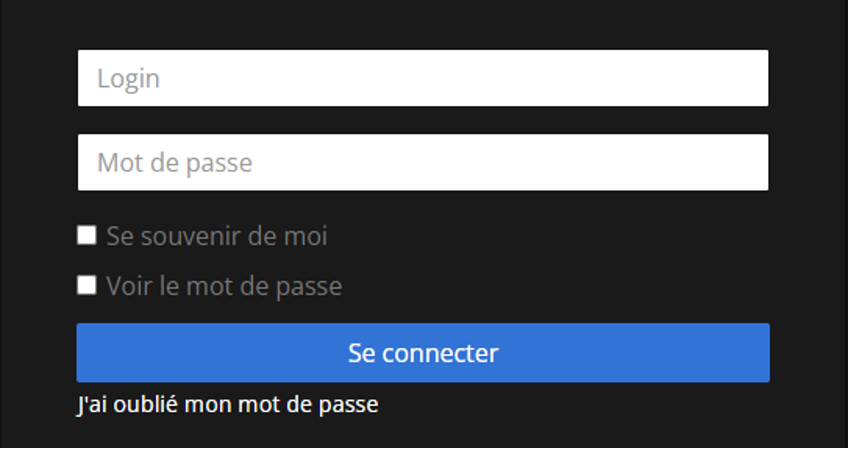 Login
Mot de passe
Se souvenir de moi
Voir le mot de passe
Se connecter
J'ai oublié mon mot de passe